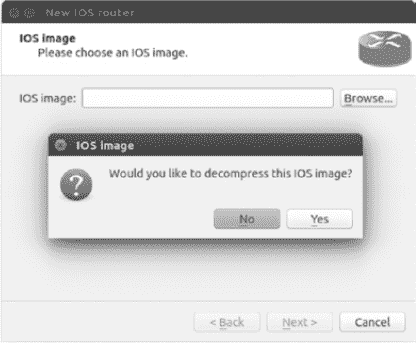 New IOS router
IOS image
Please choose an IOS image.
IOS image:
Browse...
IOS image
Would you like to decompress this IOS image?
No
Yes
< Back
Next >
Cancel